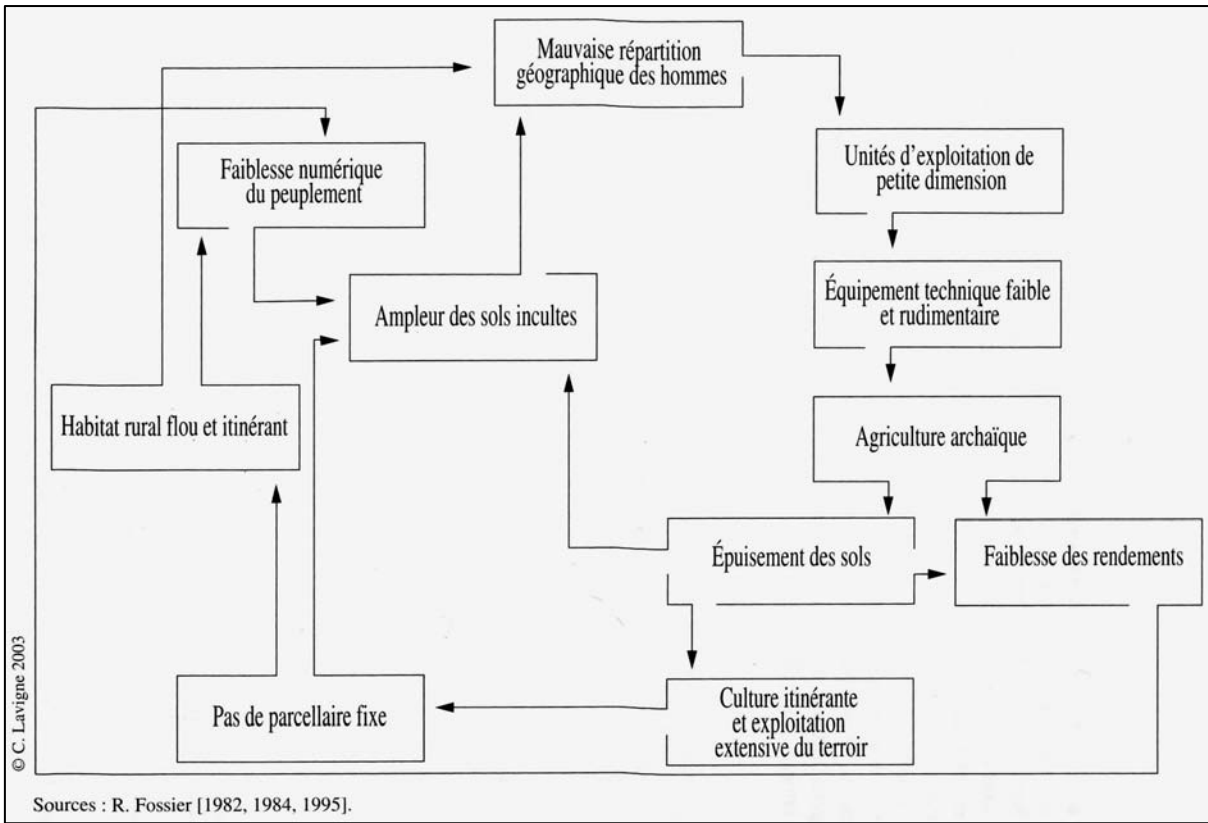 Mauvaise répartition
géographique des hommes
Faiblesse numérique
du peuplement
Unités d'exploitation de
petite dimension
Ampleur des sols incultes
Équipement technique faible
et rudimentaire
Habitat rural flou et itinérant
Agriculture archaïque
Épuisement des sols
Faiblesse des rendements
Pas de parcellaire fixe
Culture itinérante
et exploitation
extensive du terroir
© C. Lavigne 2003
Sources : R. Fossier [1982, 1984, 1995].